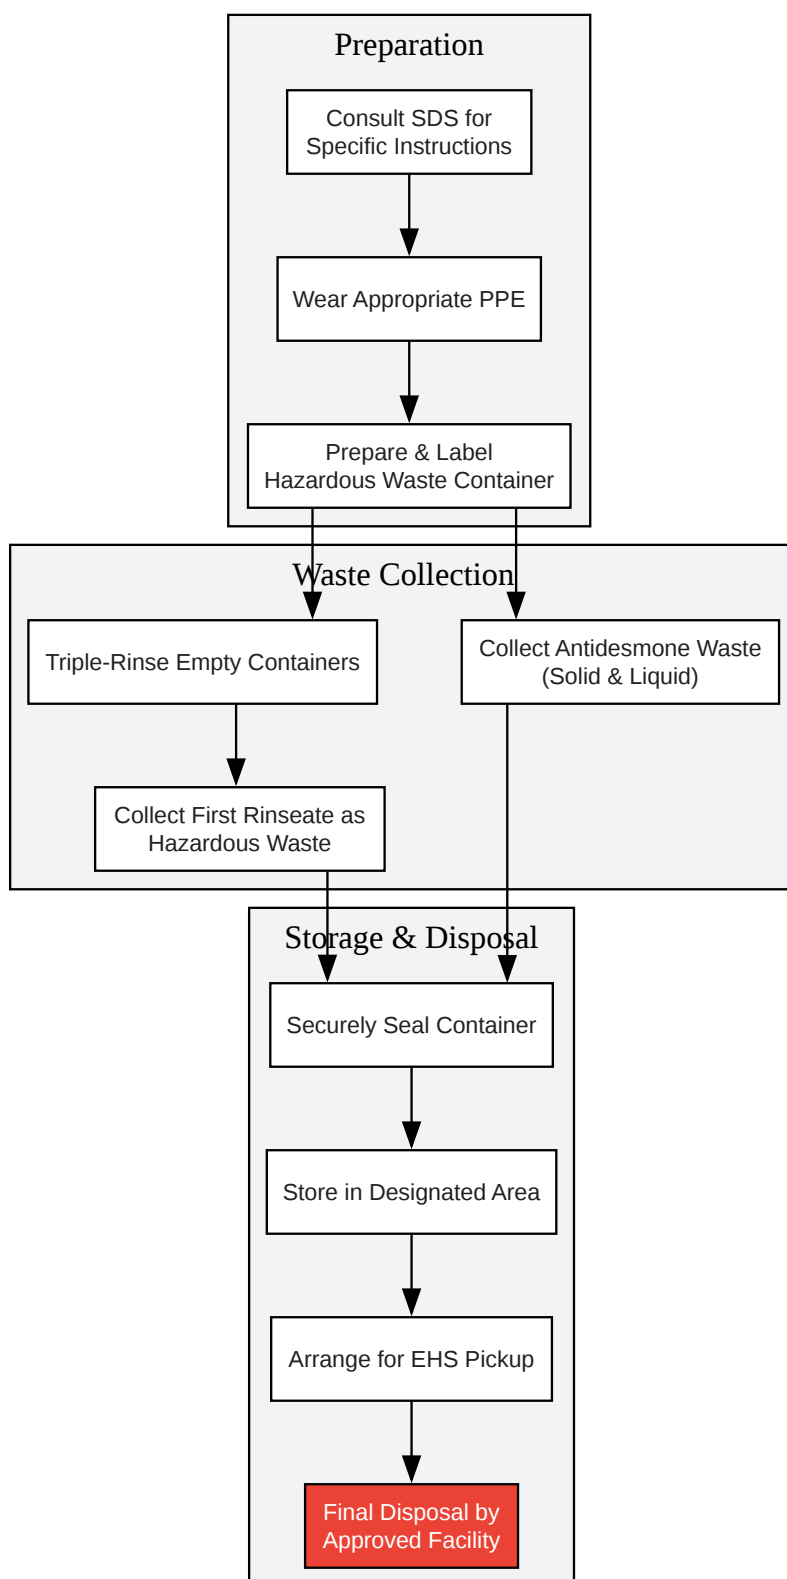 Preparation
Consult SDS for
Specific Instructions
Wear Appropriate PPE
Prepare & Label
Hazardous Waste Container
Waste Collection
Triple-Rinse Empty Containers
Collect Antidesmone Waste
(Solid & Liquid)
Collect First Rinseate as
Hazardous Waste
Storage & Disposal
Securely Seal Container
Store in Designated Area
Arrange for EHS Pickup
Final Disposal by
Approved Facility